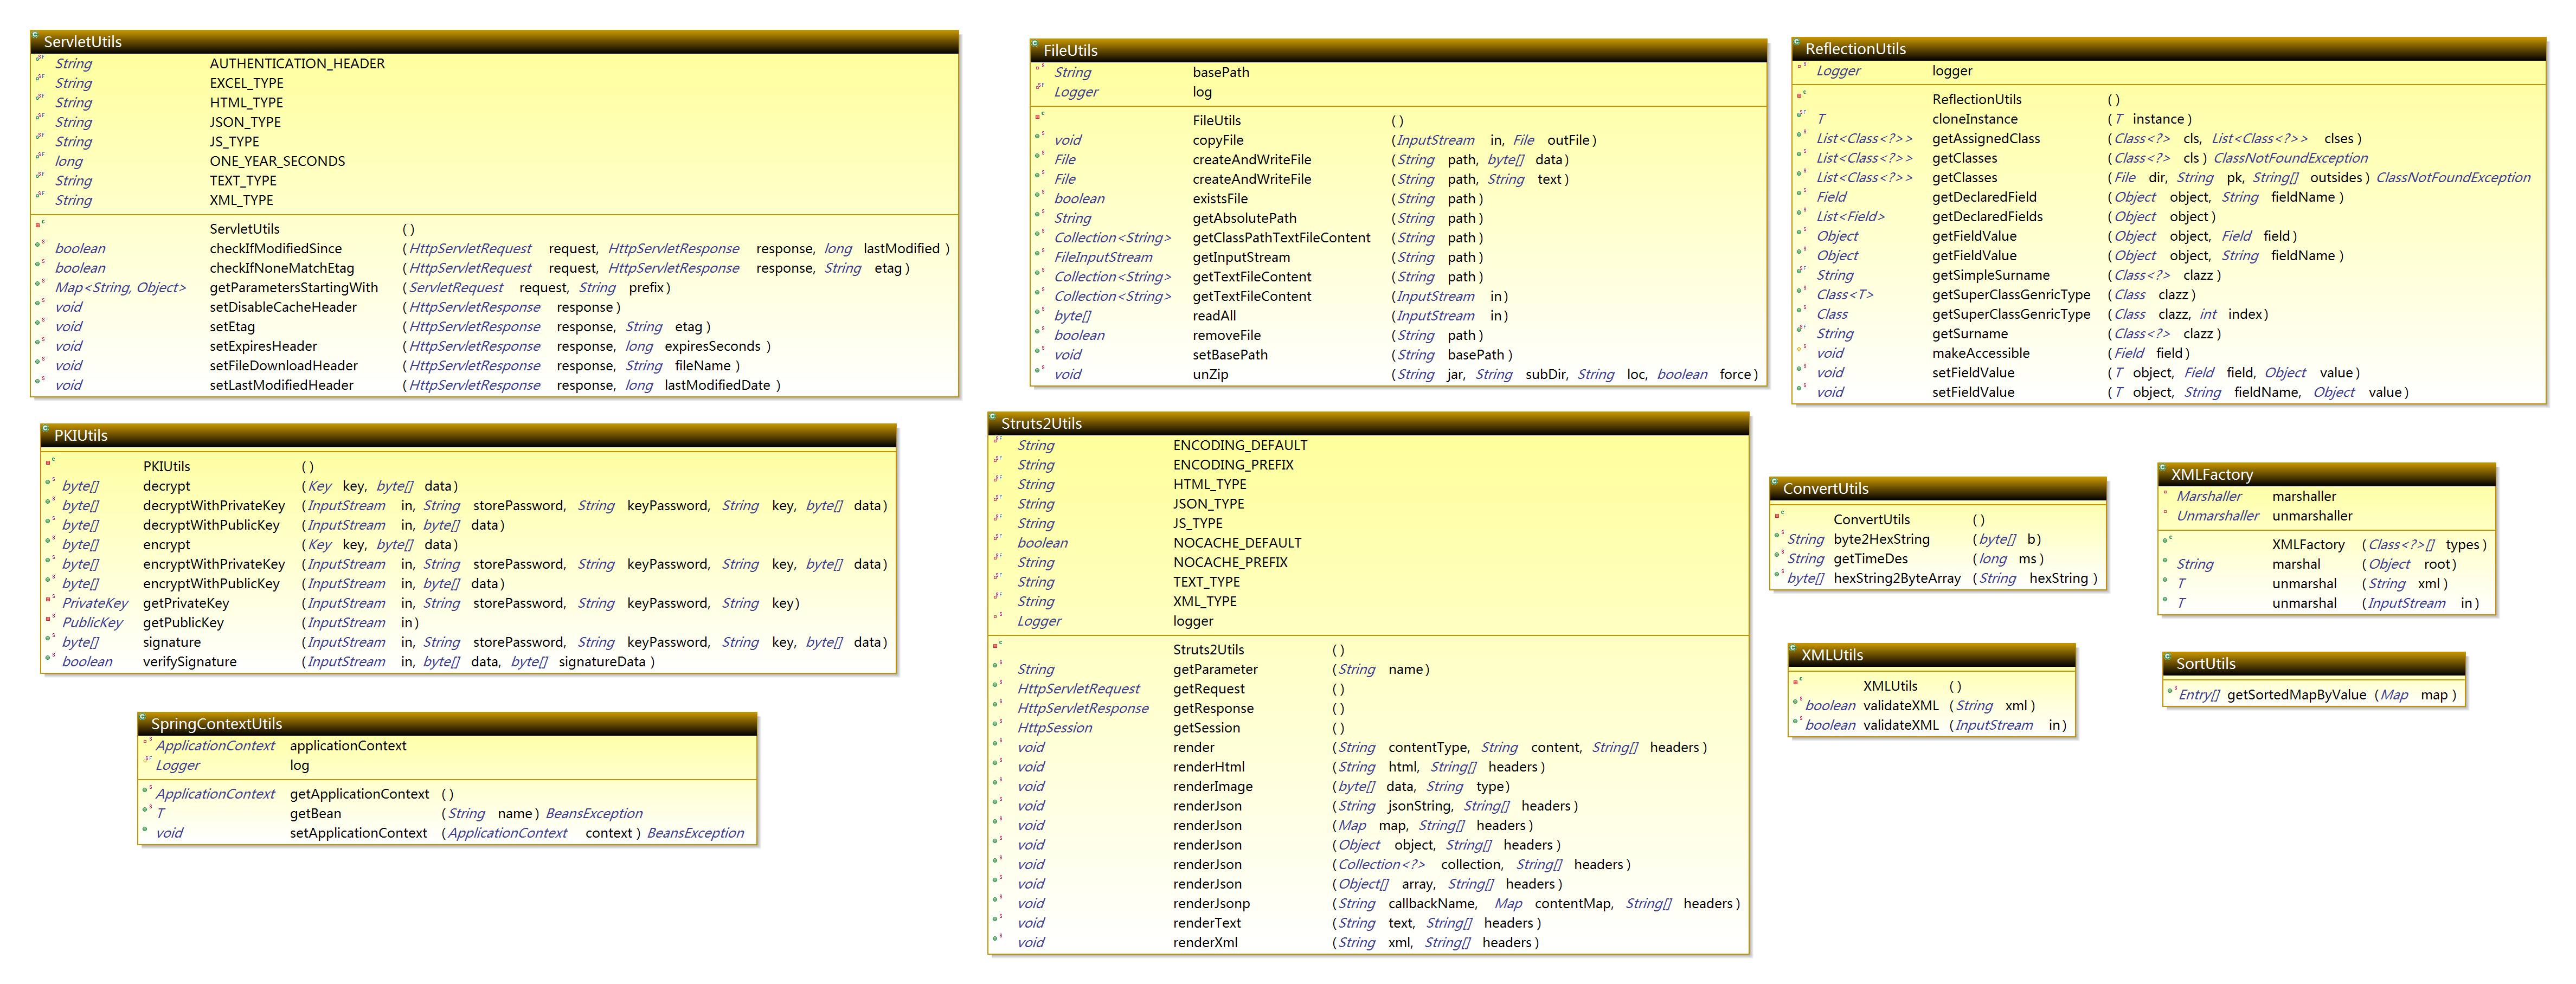 ServletUtils
String AUTHENTICATION_HEADER
String EXCEL_TYPE
String HTML_TYPE
String JSON_TYPE
String JS_TYPE
long ONE_YEAR_SECONDS
String TEXT_TYPE
String XML_TYPE
ServletUtils ()
boolean checkIfModifiedSince (HttpServletRequest request, HttpServletResponse response, long lastModified )
boolean checkIfNoneMatchEtag (HttpServletRequest request, HttpServletResponse response, String etag )
Map<String, Object> getParametersStartingWith (ServletRequest request, String prefix)
void setDisableCacheHeader (HttpServletResponse response )
void setEtag (HttpServletResponse response, String etag )
void setExpiresHeader (HttpServletResponse response, long expiresSeconds )
void setFileDownloadHeader (HttpServletResponse response, String fileName )
void setLastModifiedHeader (HttpServletResponse response, long lastModifiedDate )
FileUtils
String basePath
Logger log
FileUtils ()
void copyFile (InputStream in, File outFile )
File createAndWriteFile (String path, byte[] data)
File createAndWriteFile (String path, String text)
boolean existsFile (String path)
String getAbsolutePath (String path)
Collection<String> getClassPathTextFileContent (String path)
FileInputStream getInputStream (String path)
Collection<String> getTextFileContent (String path)
Collection<String> getTextFileContent (InputStream in)
byte[] readAll (InputStream in)
boolean removeFile (String path)
void setBasePath (String basePath )
void unZip (String jar, String subDir, String loc, boolean force )
ReflectionUtils
Logger logger
ReflectionUtils ()
T cloneInstance (T instance )
List<Class<?>> getAssignedClass (Class<?> cls, List<Class<?>> clses )
List<Class<?>> getClasses (Class<?> cls ) ClassNotFoundException
List<Class<?>> getClasses (File dir, String pk, String[] outsides ) ClassNotFoundException
Field getDeclaredField (Object object, String fieldName )
List<Field> getDeclaredFields (Object object )
Object getFieldValue (Object object, Field field )
Object getFieldValue (Object object, String fieldName )
String getSimpleSurname (Class<?> clazz )
Class<T> getSuperClassGenricType (Class clazz )
Class getSuperClassGenricType (Class clazz, int index)
String getSurname (Class<?> clazz )
void makeAccessible (Field field )
void setFieldValue (T object, Field field, Object value )
void setFieldValue (T object, String fieldName, Object value )
PKIUtils
PKIUtils ()
byte[] decrypt (Key key, byte[] data)
byte[] decryptWithPrivateKey (InputStream in, String storePassword, String keyPassword, String key, byte[] data)
byte[] decryptWithPublicKey (InputStream in, byte[] data)
byte[] encrypt (Key key, byte[] data)
byte[] encryptWithPrivateKey (InputStream in, String storePassword, String keyPassword, String key, byte[] data)
byte[] encryptWithPublicKey (InputStream in, byte[] data)
PrivateKey getPrivateKey (InputStream in, String storePassword, String keyPassword, String key)
PublicKey getPublicKey (InputStream in)
byte[] signature (InputStream in, String storePassword, String keyPassword, String key, byte[] data)
boolean verifySignature (InputStream in, byte[] data, byte[] signatureData )
Struts2Utils
String ENCODING_DEFAULT
String ENCODING_PREFIX
String HTML_TYPE
String JSON_TYPE
String JS_TYPE
boolean NOCACHE_DEFAULT
String NOCACHE_PREFIX
String TEXT_TYPE
String XML_TYPE
Logger logger
Struts2Utils ()
String getParameter (String name)
HttpServletRequest getRequest ()
HttpServletResponse getResponse ()
HttpSession getSession ()
void render (String contentType, String content, String[] headers )
void renderHtml (String html, String[] headers )
void renderImage (byte[] data, String type)
void renderJson (String jsonString, String[] headers )
void renderJson (Map map, String[] headers )
void renderJson (Object object, String[] headers )
void renderJson (Collection<?> collection, String[] headers )
void renderJson (Object[] array, String[] headers )
void renderJsonp (String callbackName, Map contentMap, String[] headers )
void renderText (String text, String[] headers )
void renderXml (String xml, String[] headers )
ConvertUtils
ConvertUtils ()
String byte2HexString (byte[] b)
String getTimeDes (long ms)
byte[] hexString2ByteArray (String hexString )
XMLFactory
Marshaller marshaller
Unmarshaller unmarshaller
XMLFactory (Class<?>[] types )
String marshal (Object root)
T unmarshal (String xml )
T unmarshal (InputStream in )
XMLUtils
XMLUtils ()
boolean validateXML (String xml )
boolean validateXML (InputStream in)
SortUtils
Entry[] getSortedMapByValue (Map map )
SpringContextUtils
ApplicationContext applicationContext
Logger log
ApplicationContext getApplicationContext ()
T getBean (String name) BeansException
void setApplicationContext (ApplicationContext context ) BeansException